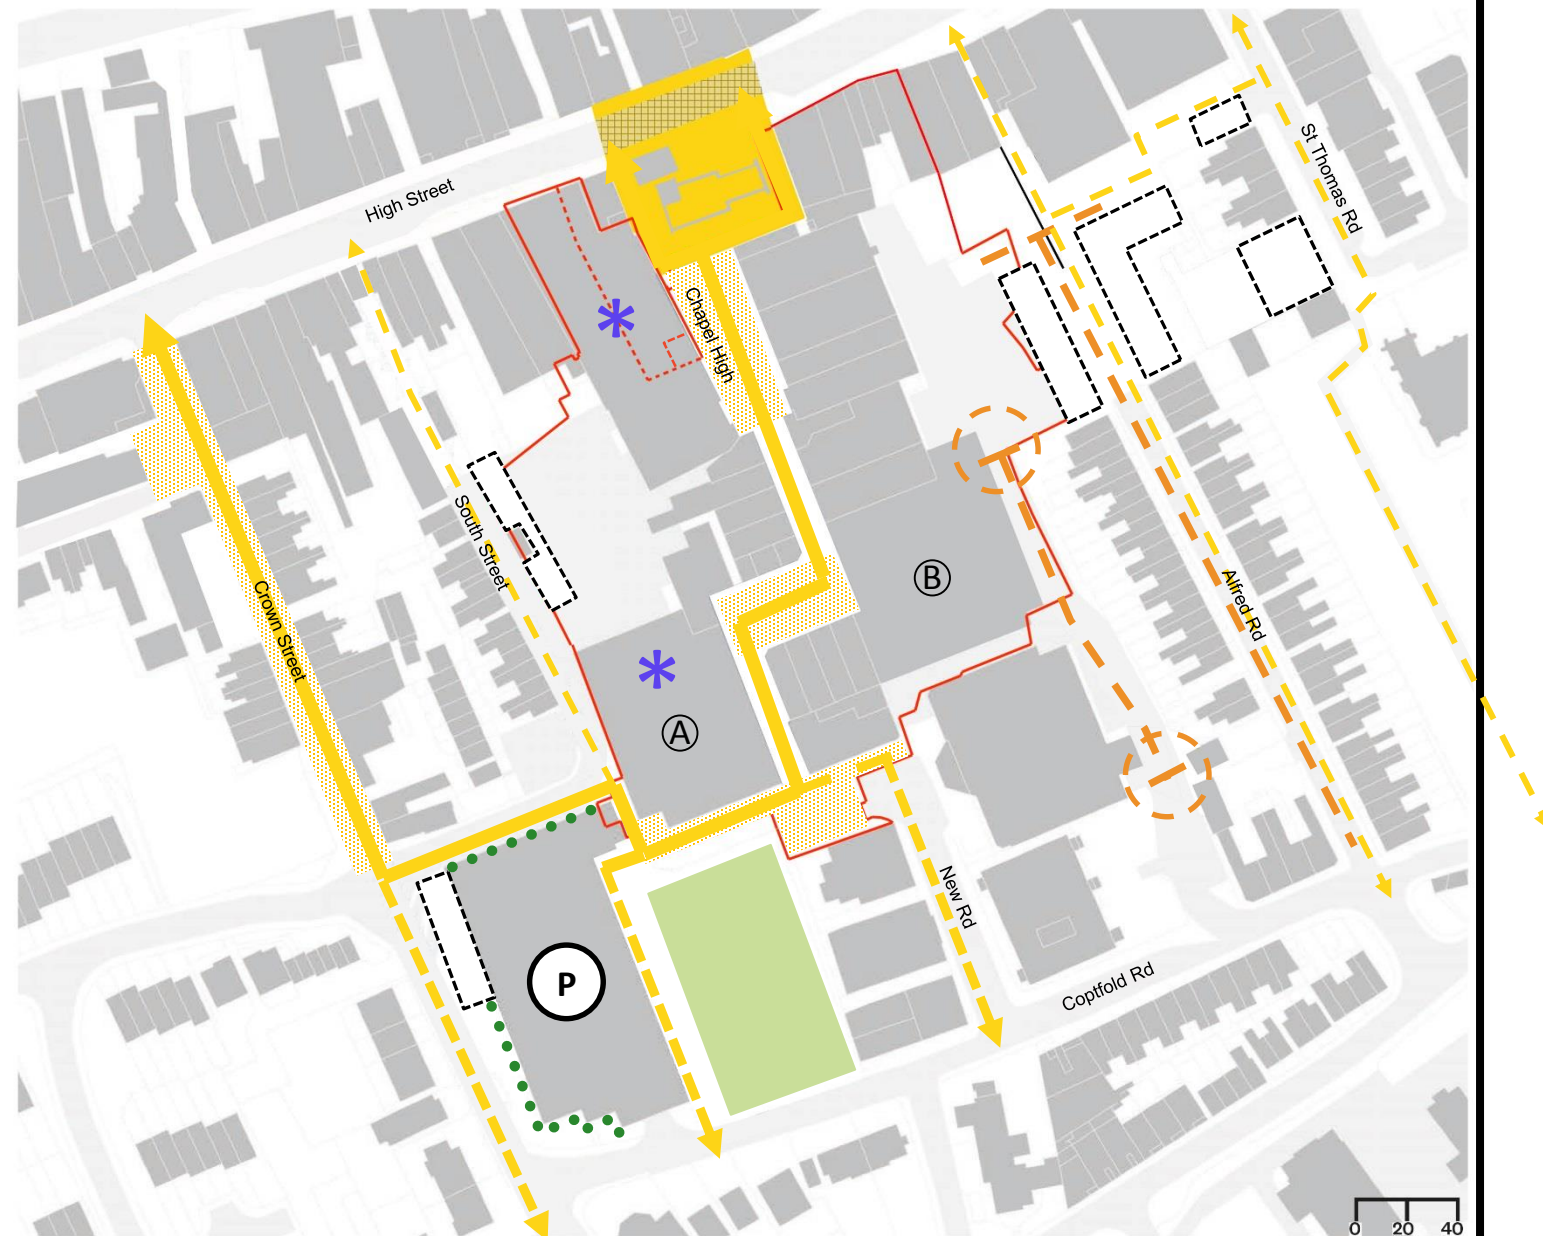 High Street
St Thomas Rd
Chapel High
South Street
Crown Street
B
Alfred Rd
A
New Rd
P
Coptfold Rd
0 20 40